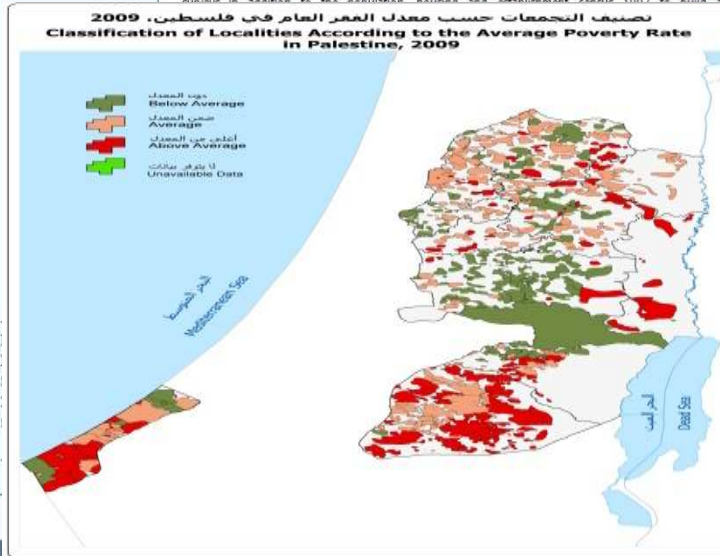 تصنيف التجمعات حسب معدل الفقر العام في فلسطين، 2009
Classification of Localities According to the Average Poverty Rate
in Palestine, 2009
دون المعدل
Below Average
ضمن المعدل
Average
أعلى من المعدل
Above Average
لا يتوفر بيانات
Unavailable Data
البحر المتوسط
Mediterranean Sea
البحر الميت
Dead Sea